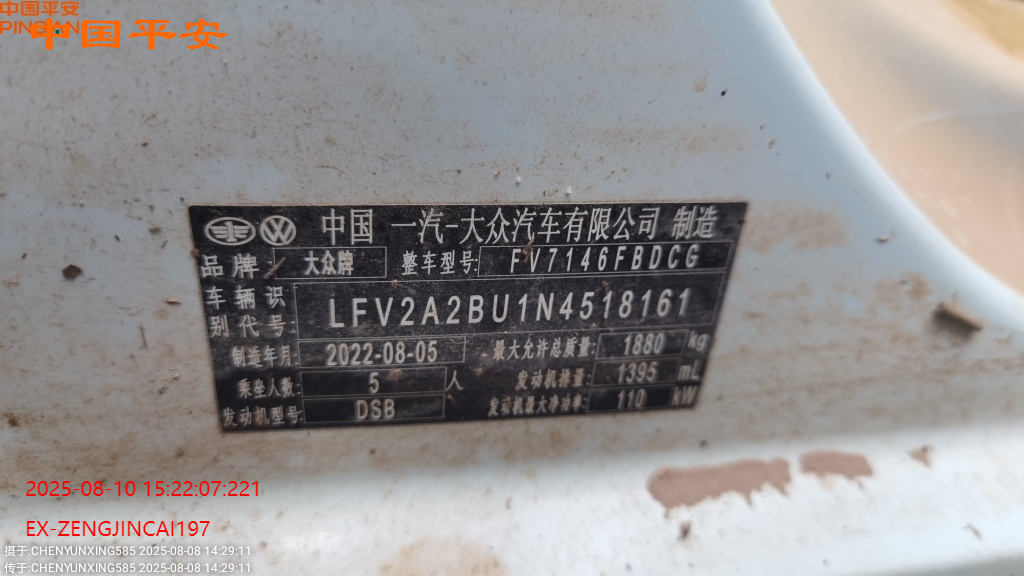 中国平安
PINGAN
中国平安
中国 一汽-大众汽车有限公司 制造
品牌 大众牌 整车型号: FV7146FBDCG
车辆识别代号: LFV2A2BU1N4518161
制造年月: 2022-08-05 最大允许总质量: 1880 kg
乘坐人数: 5 人 发动机排量: 1395 mL
发动机型号: DSB 发动机最大净功率: 110 kW
2025-08-10 15:22:07:221
EX-ZENGJINCAI197
摄于:CHENYUNXING585 2025-08-08 14:29:11
传于:CHENYUNXING585 2025-08-08 14:29:11